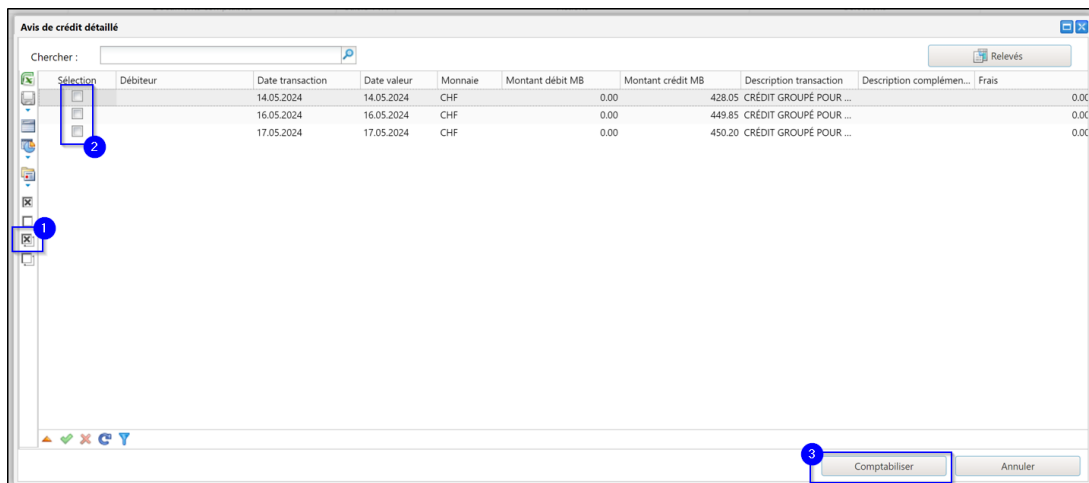 Avis de crédit détaillé
Chercher :
Relevés
Sélection Débiteur Date transaction Date valeur Monnaie Montant débit MB Montant crédit MB Description transaction Description complémen... Frais
14.05.2024 14.05.2024 CHF 0.00 428.05 CRÉDIT GROUPÉ POUR ... 0.00
16.05.2024 16.05.2024 CHF 0.00 449.85 CRÉDIT GROUPÉ POUR ... 0.00
17.05.2024 17.05.2024 CHF 0.00 450.20 CRÉDIT GROUPÉ POUR ... 0.00
2
1
3
Comptabiliser Annuler